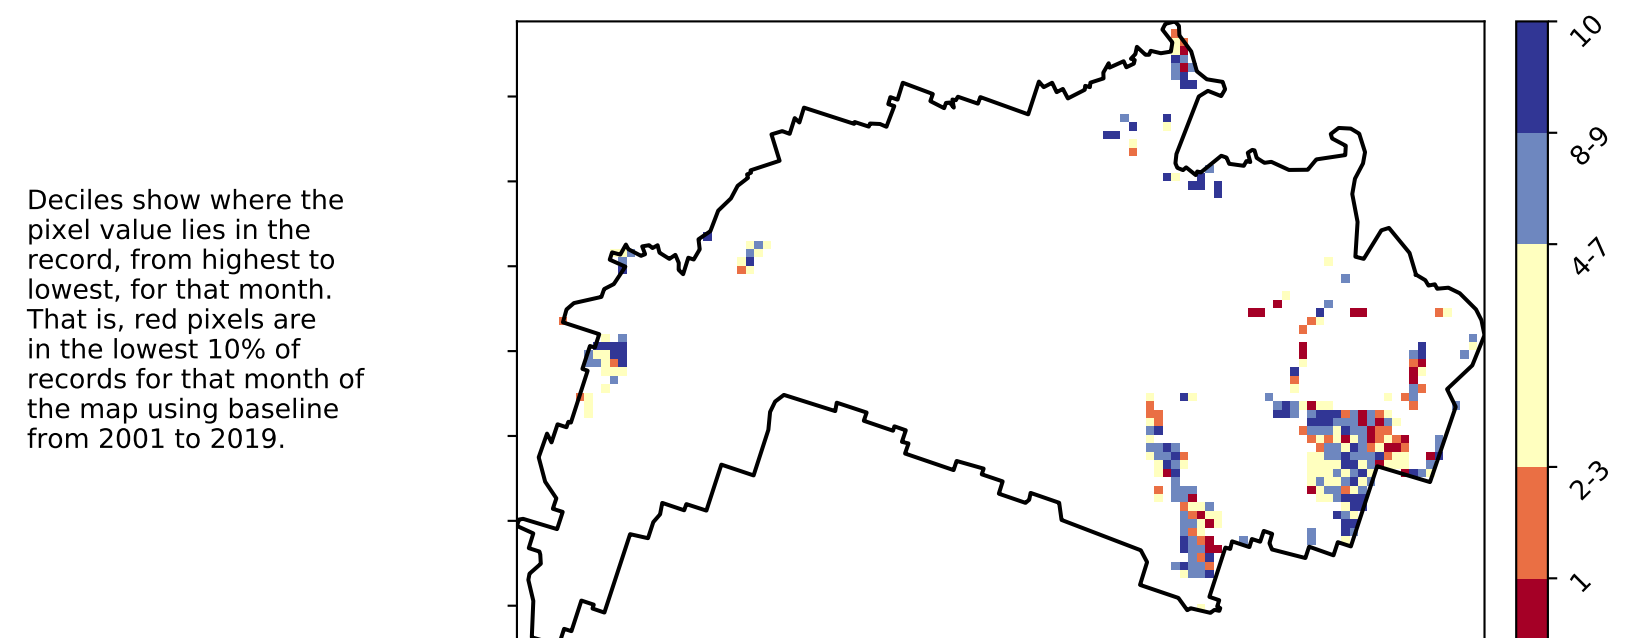 Deciles show where the
pixel value lies in the
record, from highest to
lowest, for that month.
That is, red pixels are
in the lowest 10% of
records for that month of
the map using baseline
from 2001 to 2019.
10
8-9
4-7
2-3
1